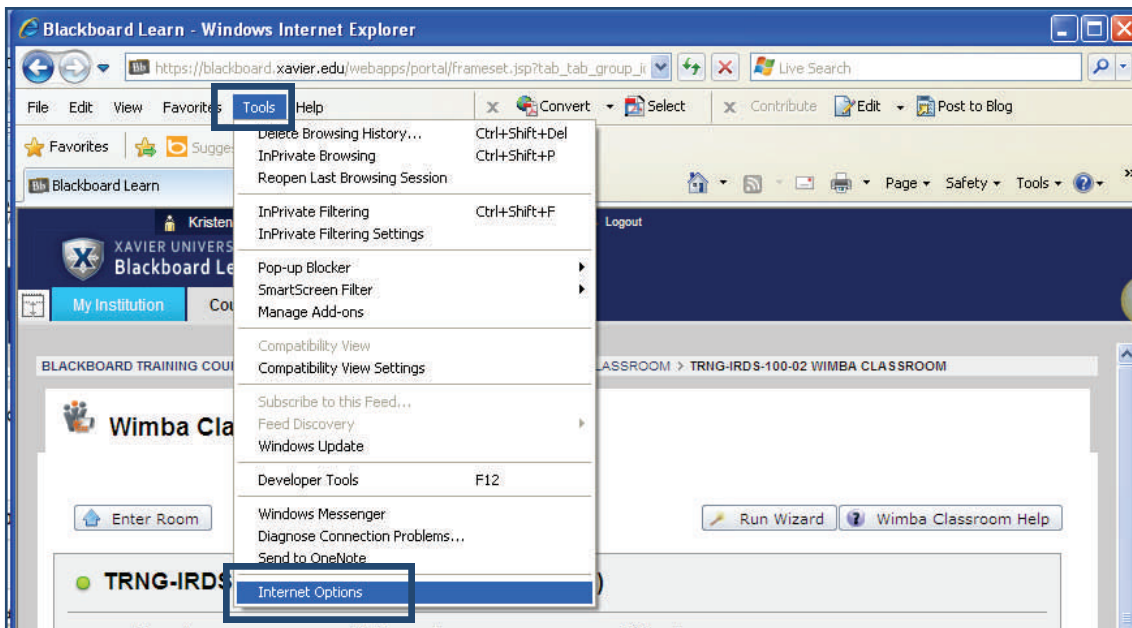 Blackboard Learn - Windows Internet Explorer
https://blackboard.xavier.edu/webapps/portal/frameset.jsp?tab_tab_group_i Live Search
File Edit View Favorites Tools Help x Convert Select x Contribute Edit Post to Blog
Favorites
Blackboard Learn Page Safety Tools
Delete Browsing History... Ctrl+Shift+Del
InPrivate Browsing Ctrl+Shift+P
Reopen Last Browsing Session
InPrivate Filtering Ctrl+Shift+F
InPrivate Filtering Settings
Pop-up Blocker
SmartScreen Filter
Manage Add-ons
Compatibility View
Compatibility View Settings
Subscribe to this Feed...
Feed Discovery
Windows Update
Developer Tools F12
Windows Messenger
Diagnose Connection Problems...
Send to OneNote
Internet Options
Kristen Logout
XAVIER UNIVERS
Blackboard Le
My Institution Cou
BLACKBOARD TRAINING COU LASSROOM > TRNG-IRDS-100-02 WIMBA CLASSROOM
Wimba Cla
Enter Room Run Wizard Wimba Classroom Help
TRNG-IRDS )